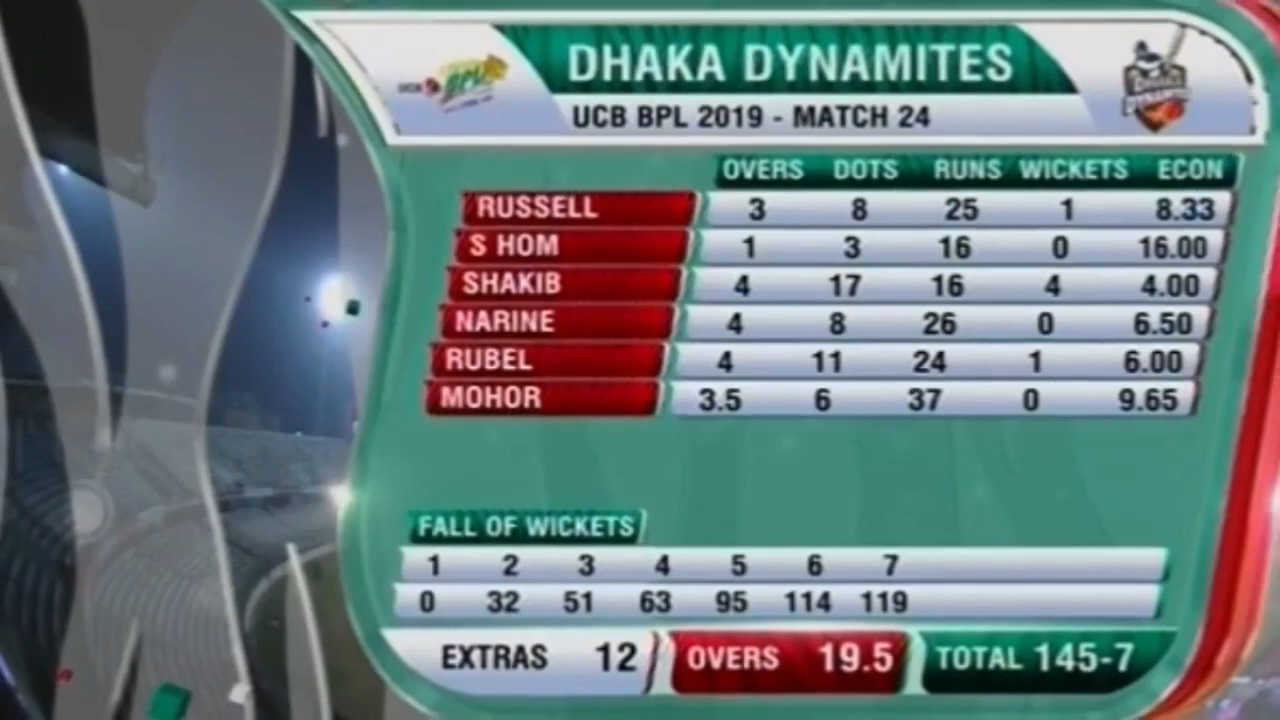 DHAKA DYNAMITES
UCB BPL 2019 - MATCH 24
OVERS DOTS RUNS WICKETS ECON
RUSSELL 3 8 25 1 8.33
S HOM 1 3 16 0 16.00
SHAKIB 4 17 16 4 4.00
NARINE 4 8 26 0 6.50
RUBEL 4 11 24 1 6.00
MOHOR 3.5 6 37 0 9.65
FALL OF WICKETS
1 2 3 4 5 6 7
0 32 51 63 95 114 119
EXTRAS 12 OVERS 19.5 TOTAL 145-7